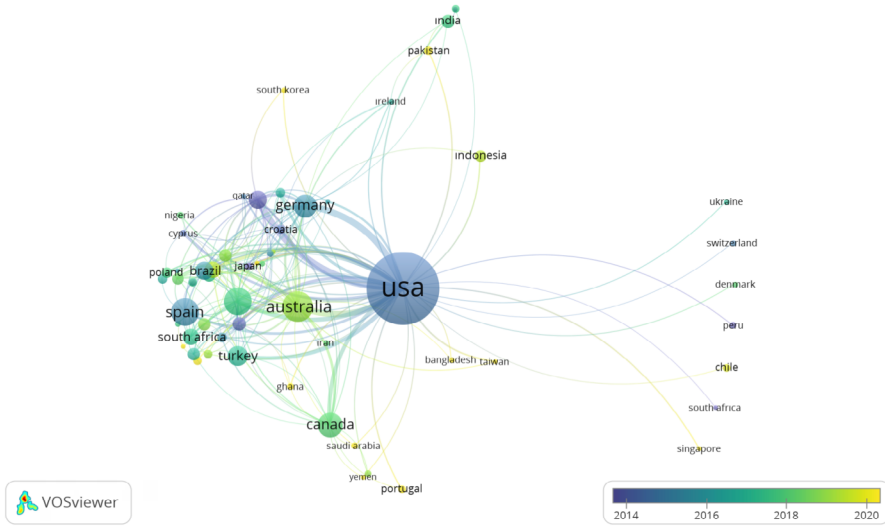 india
pakistan
south korea
ireland
indonesia
qatar
germany
nigeria
cyprus
croatia
ukraine
switzerland
poland
brazil
japan
usa
denmark
spain
australia
peru
south africa
iran
turkey
bangladesh
taiwan
chile
ghana
south africa
canada
saudi arabia
singapore
yemen
portugal
VOSviewer
2014 2016 2018 2020